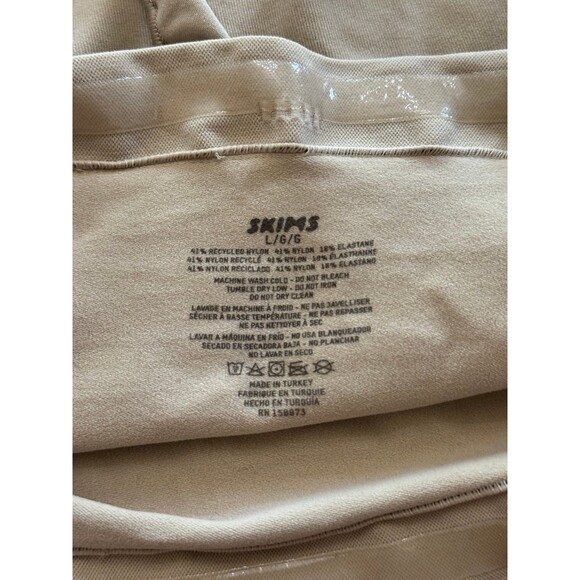 SKIMS
L/G/G
41% RECYCLED NYLON 41% NYLON 18% ELASTANE
41% NYLON RECYCLÉ 41% NYLON 18% ÉLASTHANNE
41% NYLON RECICLADO 41% NYLON 18% ELASTANO
MACHINE WASH COLD - DO NOT BLEACH
TUMBLE DRY LOW - DO NOT IRON
DO NOT DRY CLEAN
LAVAGE EN MACHINE À FROID - NE PAS JAVELLISER
SÉCHER À BASSE TEMPÉRATURE - NE PAS REPASSER
NE PAS NETTOYER À SEC
LAVAR A MÁQUINA EN FRÍO - NO USA BLANQUEADOR
SECADO EN SECADORA BAJA - NO PLANCHAR
NO LAVAR EN SECO
MADE IN TURKEY
FABRIQUÉ EN TURQUIE
HECHO EN TURQUÍA
RN 158073